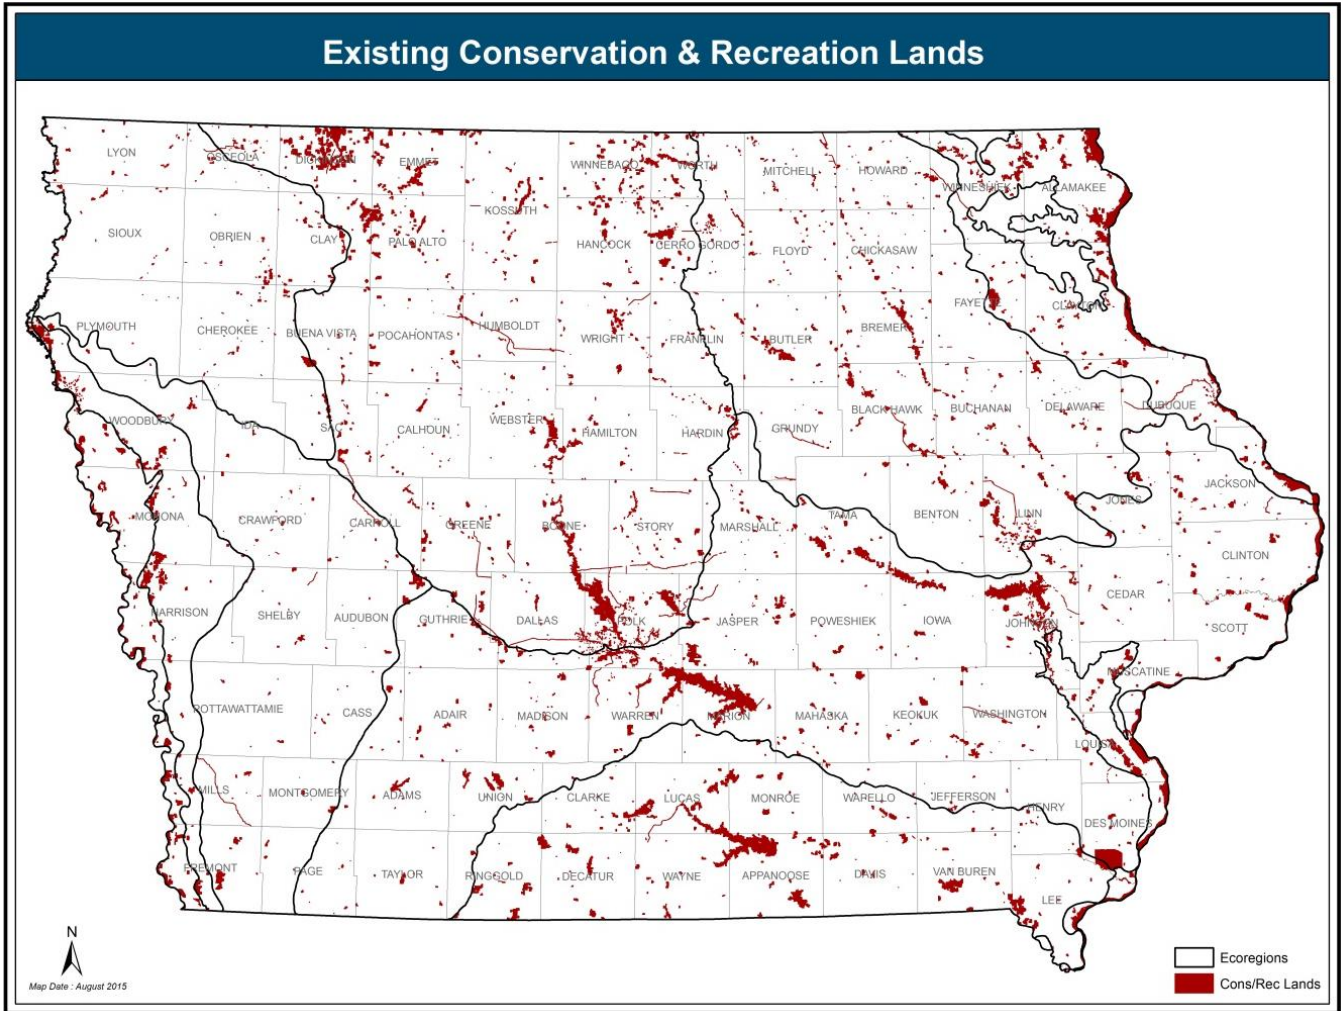 Existing Conservation & Recreation Lands
LYON
OSCEOLA
DICKINSON
EMMET
WINNEBAGO
WORTH
MITCHELL
HOWARD
WINNESHIEK
ALLAMAKEE
SIOUX
OBRIEN
CLAY
PALO ALTO
KOSSUTH
HANCOCK
CERRO GORDO
FLOYD
CHICKASAW
FAYETTE
CLAYTON
PLYMOUTH
CHEROKEE
BUENA VISTA
POCAHONTAS
HUMBOLDT
WRIGHT
FRANKLIN
BUTLER
BREMER
WOODBURY
IDA
SAC
CALHOUN
WEBSTER
HAMILTON
HARDIN
GRUNDY
BLACK HAWK
BUCHANAN
DELAWARE
DUBUQUE
MONONA
CRAWFORD
CARROLL
GREENE
BOONE
STORY
MARSHALL
TAMA
BENTON
LINN
JONES
JACKSON
CLINTON
HARRISON
SHELBY
AUDUBON
GUTHRIE
DALLAS
POLK
JASPER
POWESHIEK
IOWA
JOHNSON
CEDAR
SCOTT
POTTAWATTAMIE
CASS
ADAIR
MADISON
WARREN
MARION
MAHASKA
KEOKUK
WASHINGTON
MUSCATINE
LOUISA
MILLS
MONTGOMERY
ADAMS
UNION
CLARKE
LUCAS
MONROE
WAPELLO
JEFFERSON
HENRY
DES MOINES
FREMONT
PAGE
TAYLOR
RINGGOLD
DECATUR
WAYNE
APPANOOSE
DAVIS
VAN BUREN
LEE
N
Map Date : August 2015
Ecoregions
Cons/Rec Lands